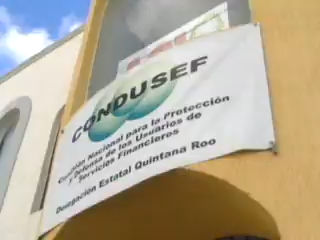 CONDUSEF
Comisión Nacional para la Protección
y Defensa de los Usuarios de
Servicios Financieros
Delegación Estatal Quintana Roo